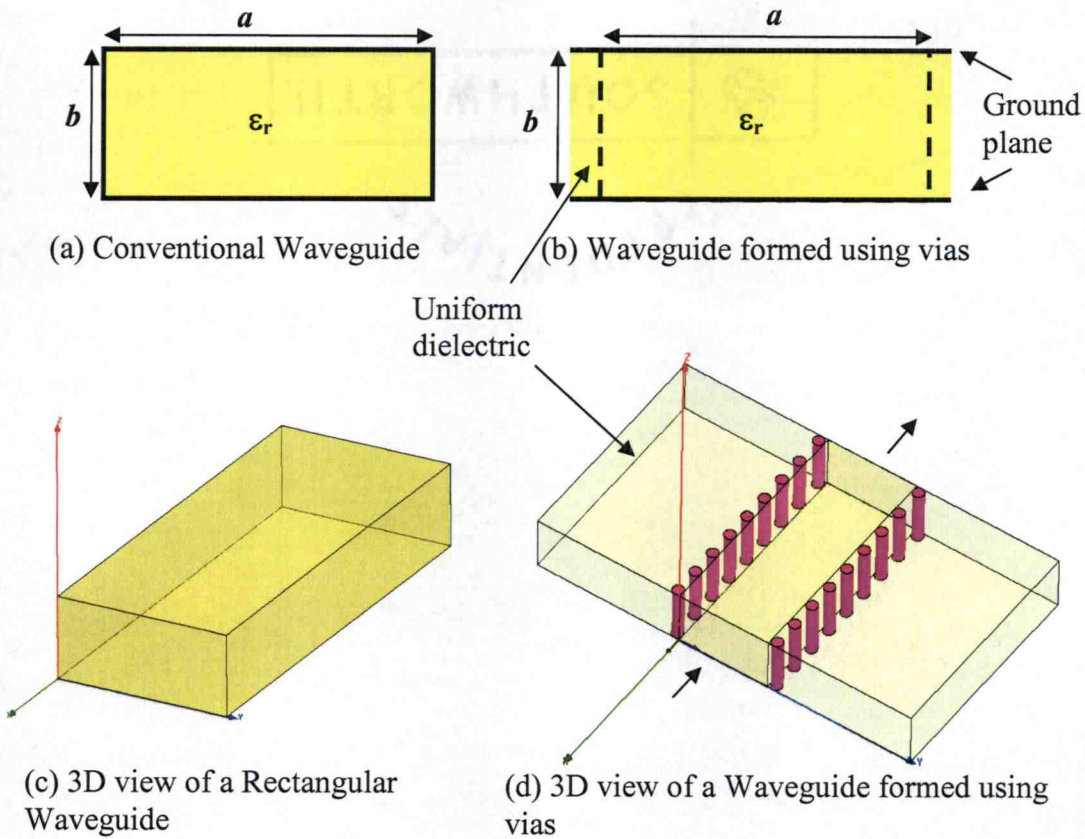 a
a
b
εr
b
εr
Ground
plane
(a) Conventional Waveguide
(b) Waveguide formed using vias
Uniform
dielectric
Z
Z
X
Y
Y
(c) 3D view of a Rectangular
Waveguide
(d) 3D view of a Waveguide formed using
vias